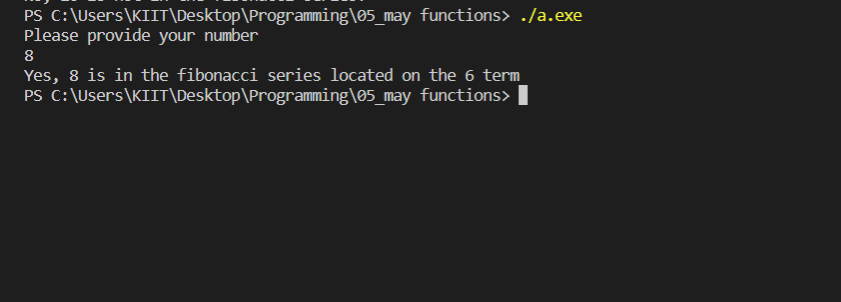 PS C:\Users\KIIT\Desktop\Programming\05_may functions> ./a.exe
Please provide your number
8
Yes, 8 is in the fibonacci series located on the 6 term
PS C:\Users\KIIT\Desktop\Programming\05_may functions>